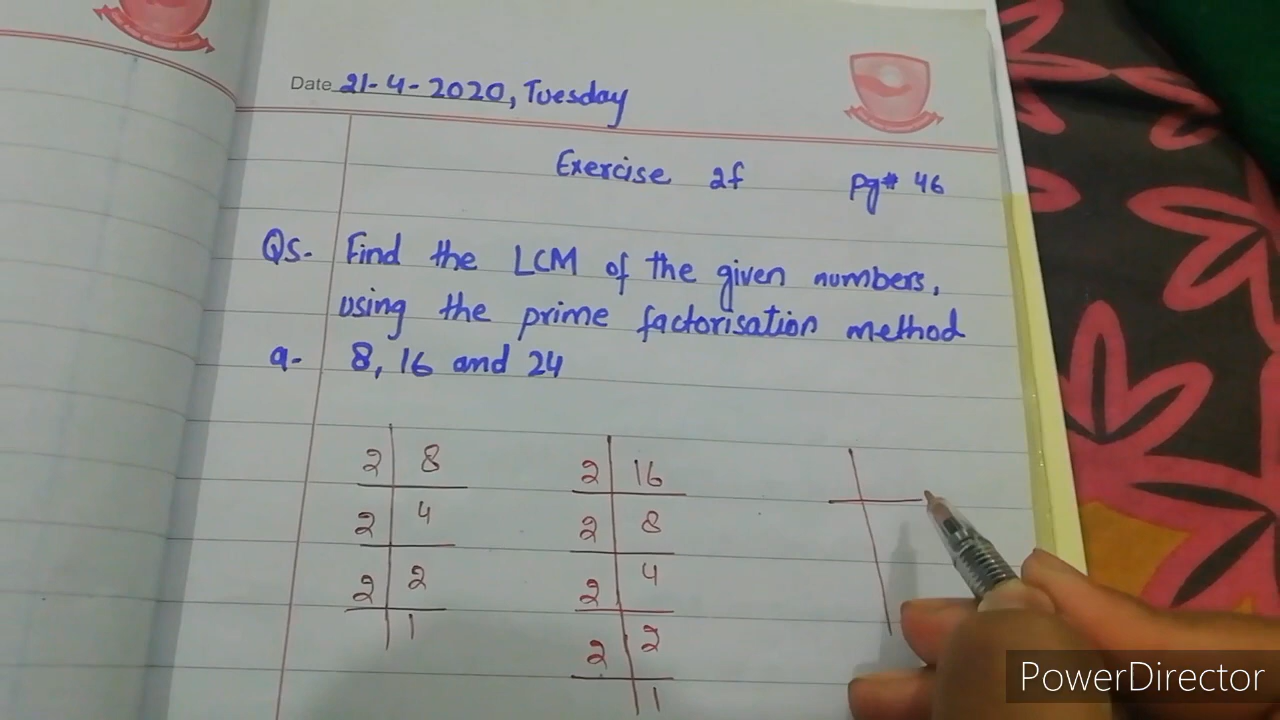 Date 21-4-2020, Tuesday
Exercise 2f pg# 46
Q5. Find the LCM of the given numbers,
using the prime factorisation method
a. 8, 16 and 24
2 8
2 4
2 2
1
2 16
2 8
2 4
2 2
1
PowerDirector